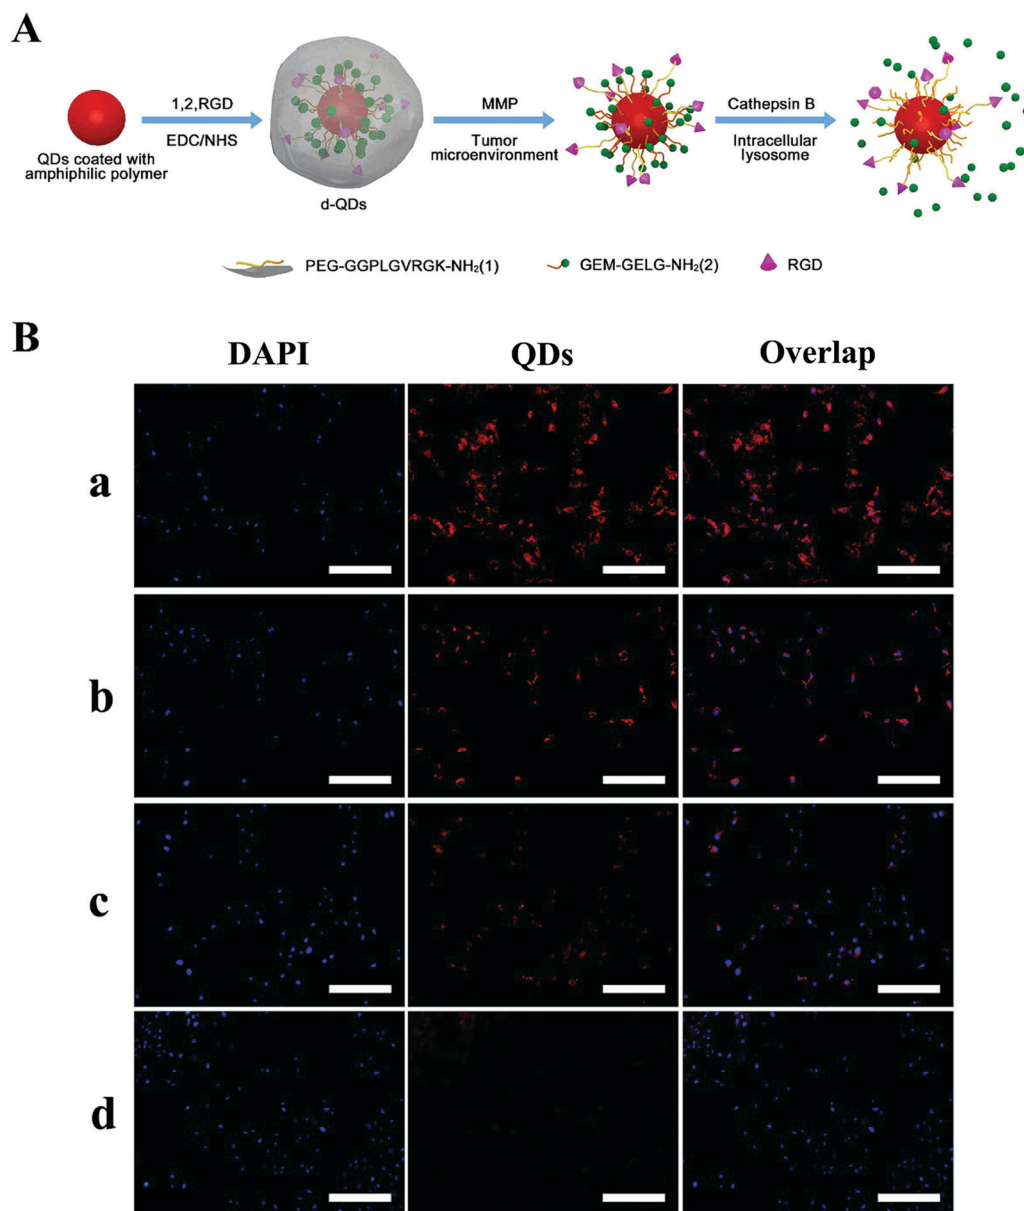 A
1,2,RGD
EDC/NHS
QDs coated with
amphiphilic polymer
d-QDs
MMP
Tumor
microenvironment
Cathepsin B
Intracellular
lysosome
PEG-GGPLGVRGK-NH₂(1)
GEM-GELG-NH₂(2)
RGD
B
DAPI
QDs
Overlap
a
b
c
d